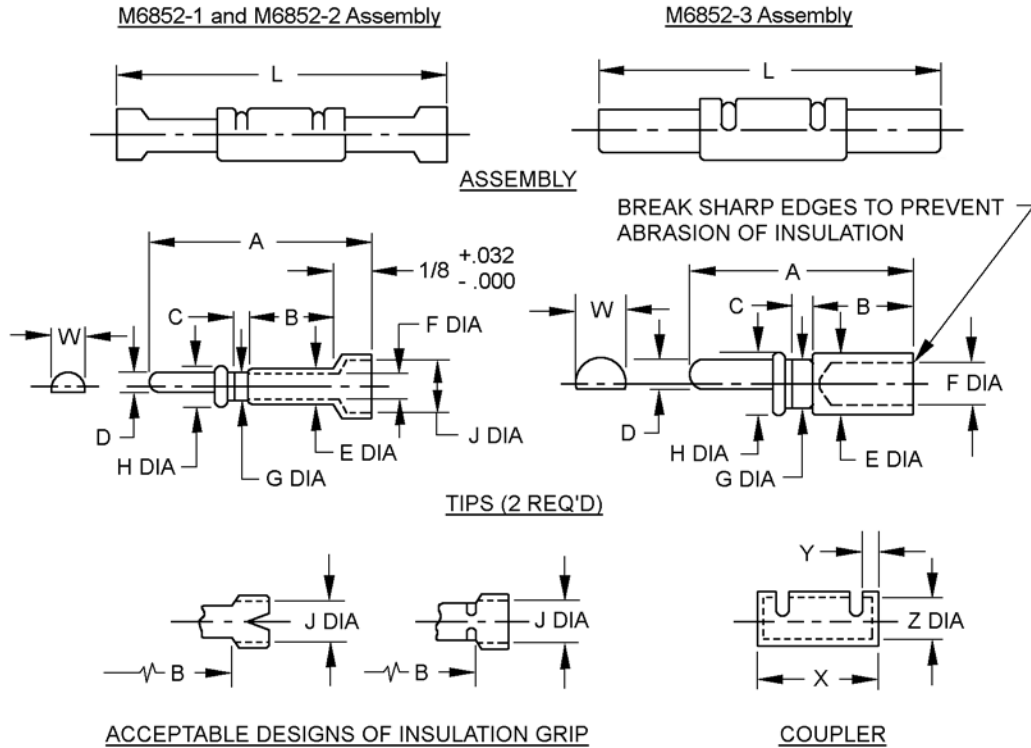 M6852-1 and M6852-2 Assembly
M6852-3 Assembly
L
L
ASSEMBLY
BREAK SHARP EDGES TO PREVENT
ABRASION OF INSULATION
A
1/8 +.032
- .000
A
W
C
B
F DIA
W
C
B
F DIA
D
H DIA
G DIA
E DIA
J DIA
D
H DIA
G DIA
E DIA
TIPS (2 REQ'D)
J DIA
B
J DIA
B
Y
Z DIA
X
ACCEPTABLE DESIGNS OF INSULATION GRIP
COUPLER